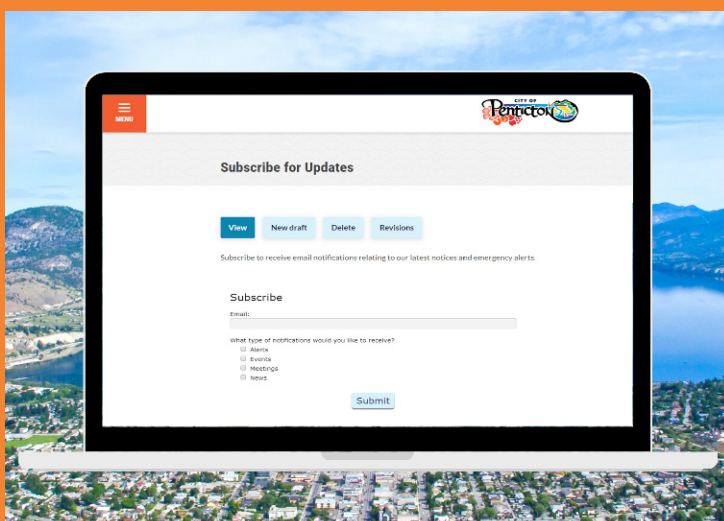 MENU
CITY OF
Penticton
Subscribe for Updates
View
New draft
Delete
Revisions
Subscribe to receive email notifications relating to our latest notices and emergency alerts.
Subscribe
Email:
What type of notifications would you like to receive?
Alerts
Events
Meetings
News
Submit